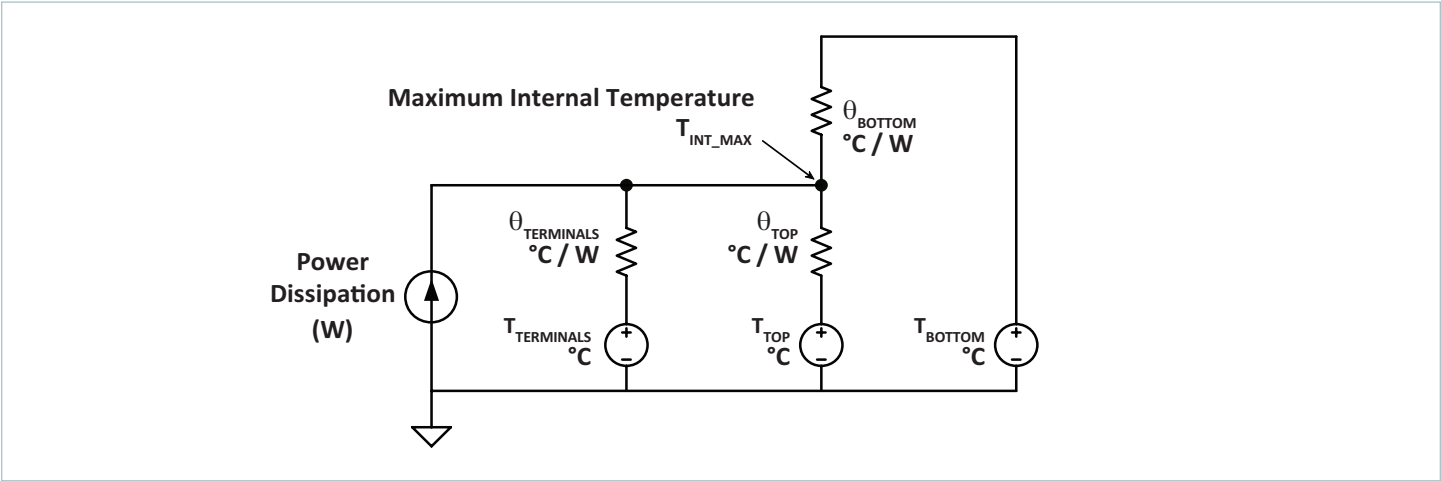 Maximum Internal Temperature
T_INT_MAX
θ_BOTTOM
°C / W
θ_TERMINALS
°C / W
θ_TOP
°C / W
Power
Dissipation
(W)
T_TERMINALS
°C
T_TOP
°C
T_BOTTOM
°C
+
–
+
–
+
–